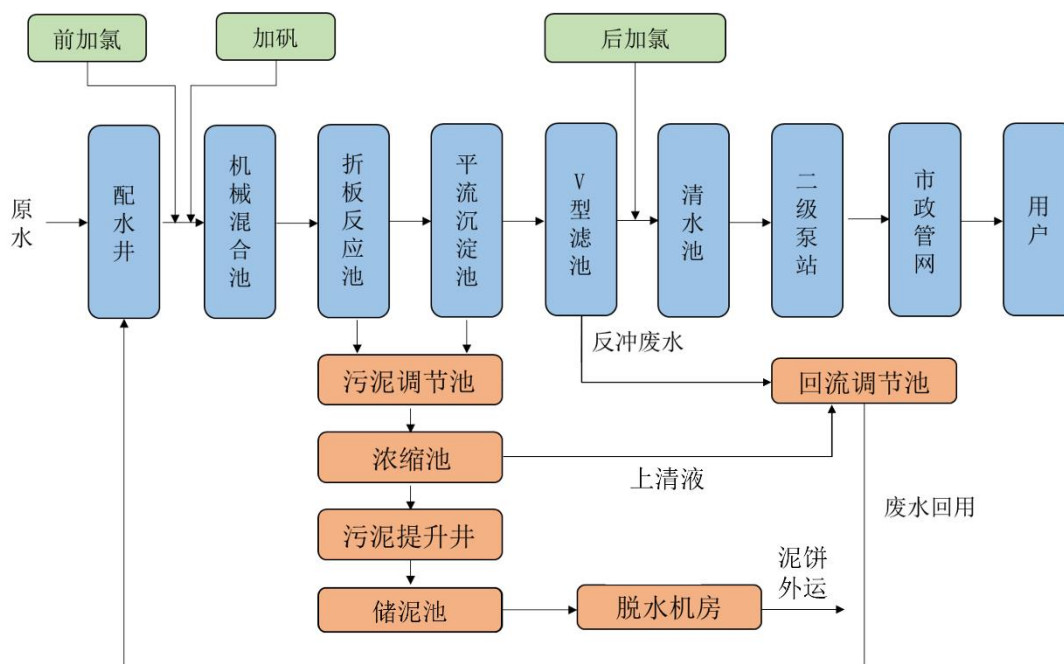 前加氯
加矾
后加氯
原水
配水井
机械混合池
折板反应池
平流沉淀池
V型滤池
清水池
二级泵站
市政管网
用户
反冲废水
污泥调节池
回流调节池
浓缩池
上清液
废水回用
污泥提升井
泥饼
外运
储泥池
脱水机房